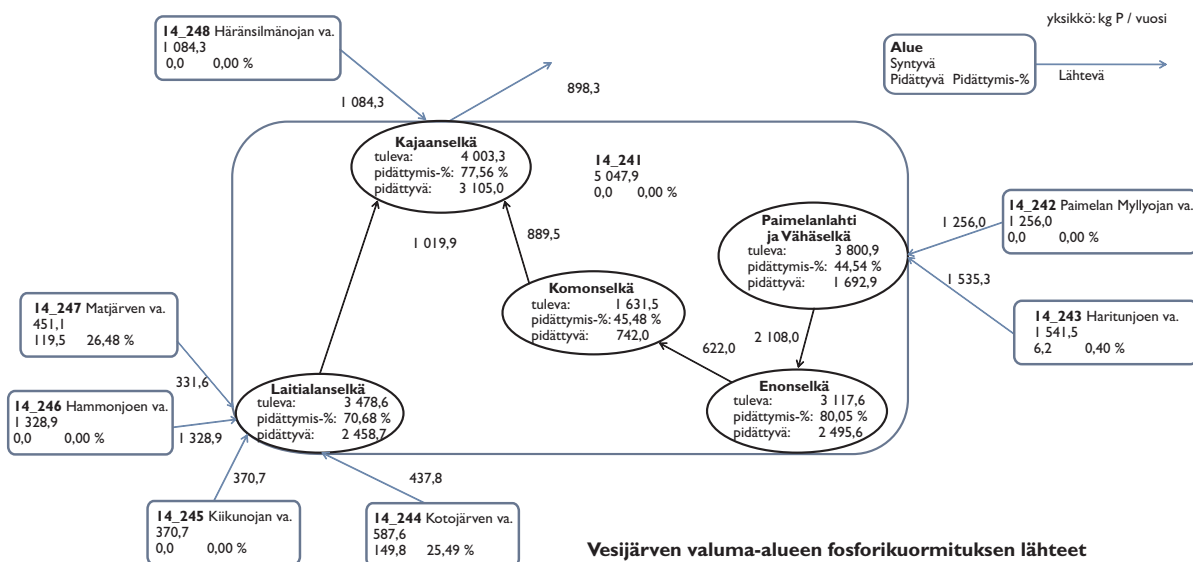 14_248 Häränsilmänojan va.
1 084,3
0,0 0,00 %
yksikkö: kg P / vuosi
Alue
Syntyvä
Pidättyvä Pidättymis-%
Lähtevä
1 084,3
898,3
Kajaanselkä
tuleva: 4 003,3
pidättymis-%: 77,56 %
pidättyvä: 3 105,0
14_241
5 047,9
0,0 0,00 %
14_242 Paimelan Myllyojan va.
1 256,0
0,0 0,00 %
1 256,0
Paimelanlahti
ja Vähäselkä
tuleva: 3 800,9
pidättymis-%: 44,54 %
pidättyvä: 1 692,9
1 019,9
889,5
1 535,3
Komonselkä
tuleva: 1 631,5
pidättymis-%: 45,48 %
pidättyvä: 742,0
14_247 Matjärven va.
451,1
119,5 26,48 %
14_243 Haritunjoen va.
1 541,5
6,2 0,40 %
2 108,0
622,0
331,6
Laitialanselkä
tuleva: 3 478,6
pidättymis-%: 70,68 %
pidättyvä: 2 458,7
Enonselkä
tuleva: 3 117,6
pidättymis-%: 80,05 %
pidättyvä: 2 495,6
14_246 Hammonjoen va.
1 328,9
0,0 0,00 %
1 328,9
370,7
437,8
14_245 Kiikunojan va.
370,7
0,0 0,00 %
14_244 Kotojärven va.
587,6
149,8 25,49 %
Vesijärven valuma-alueen fosforikuormituksen lähteet